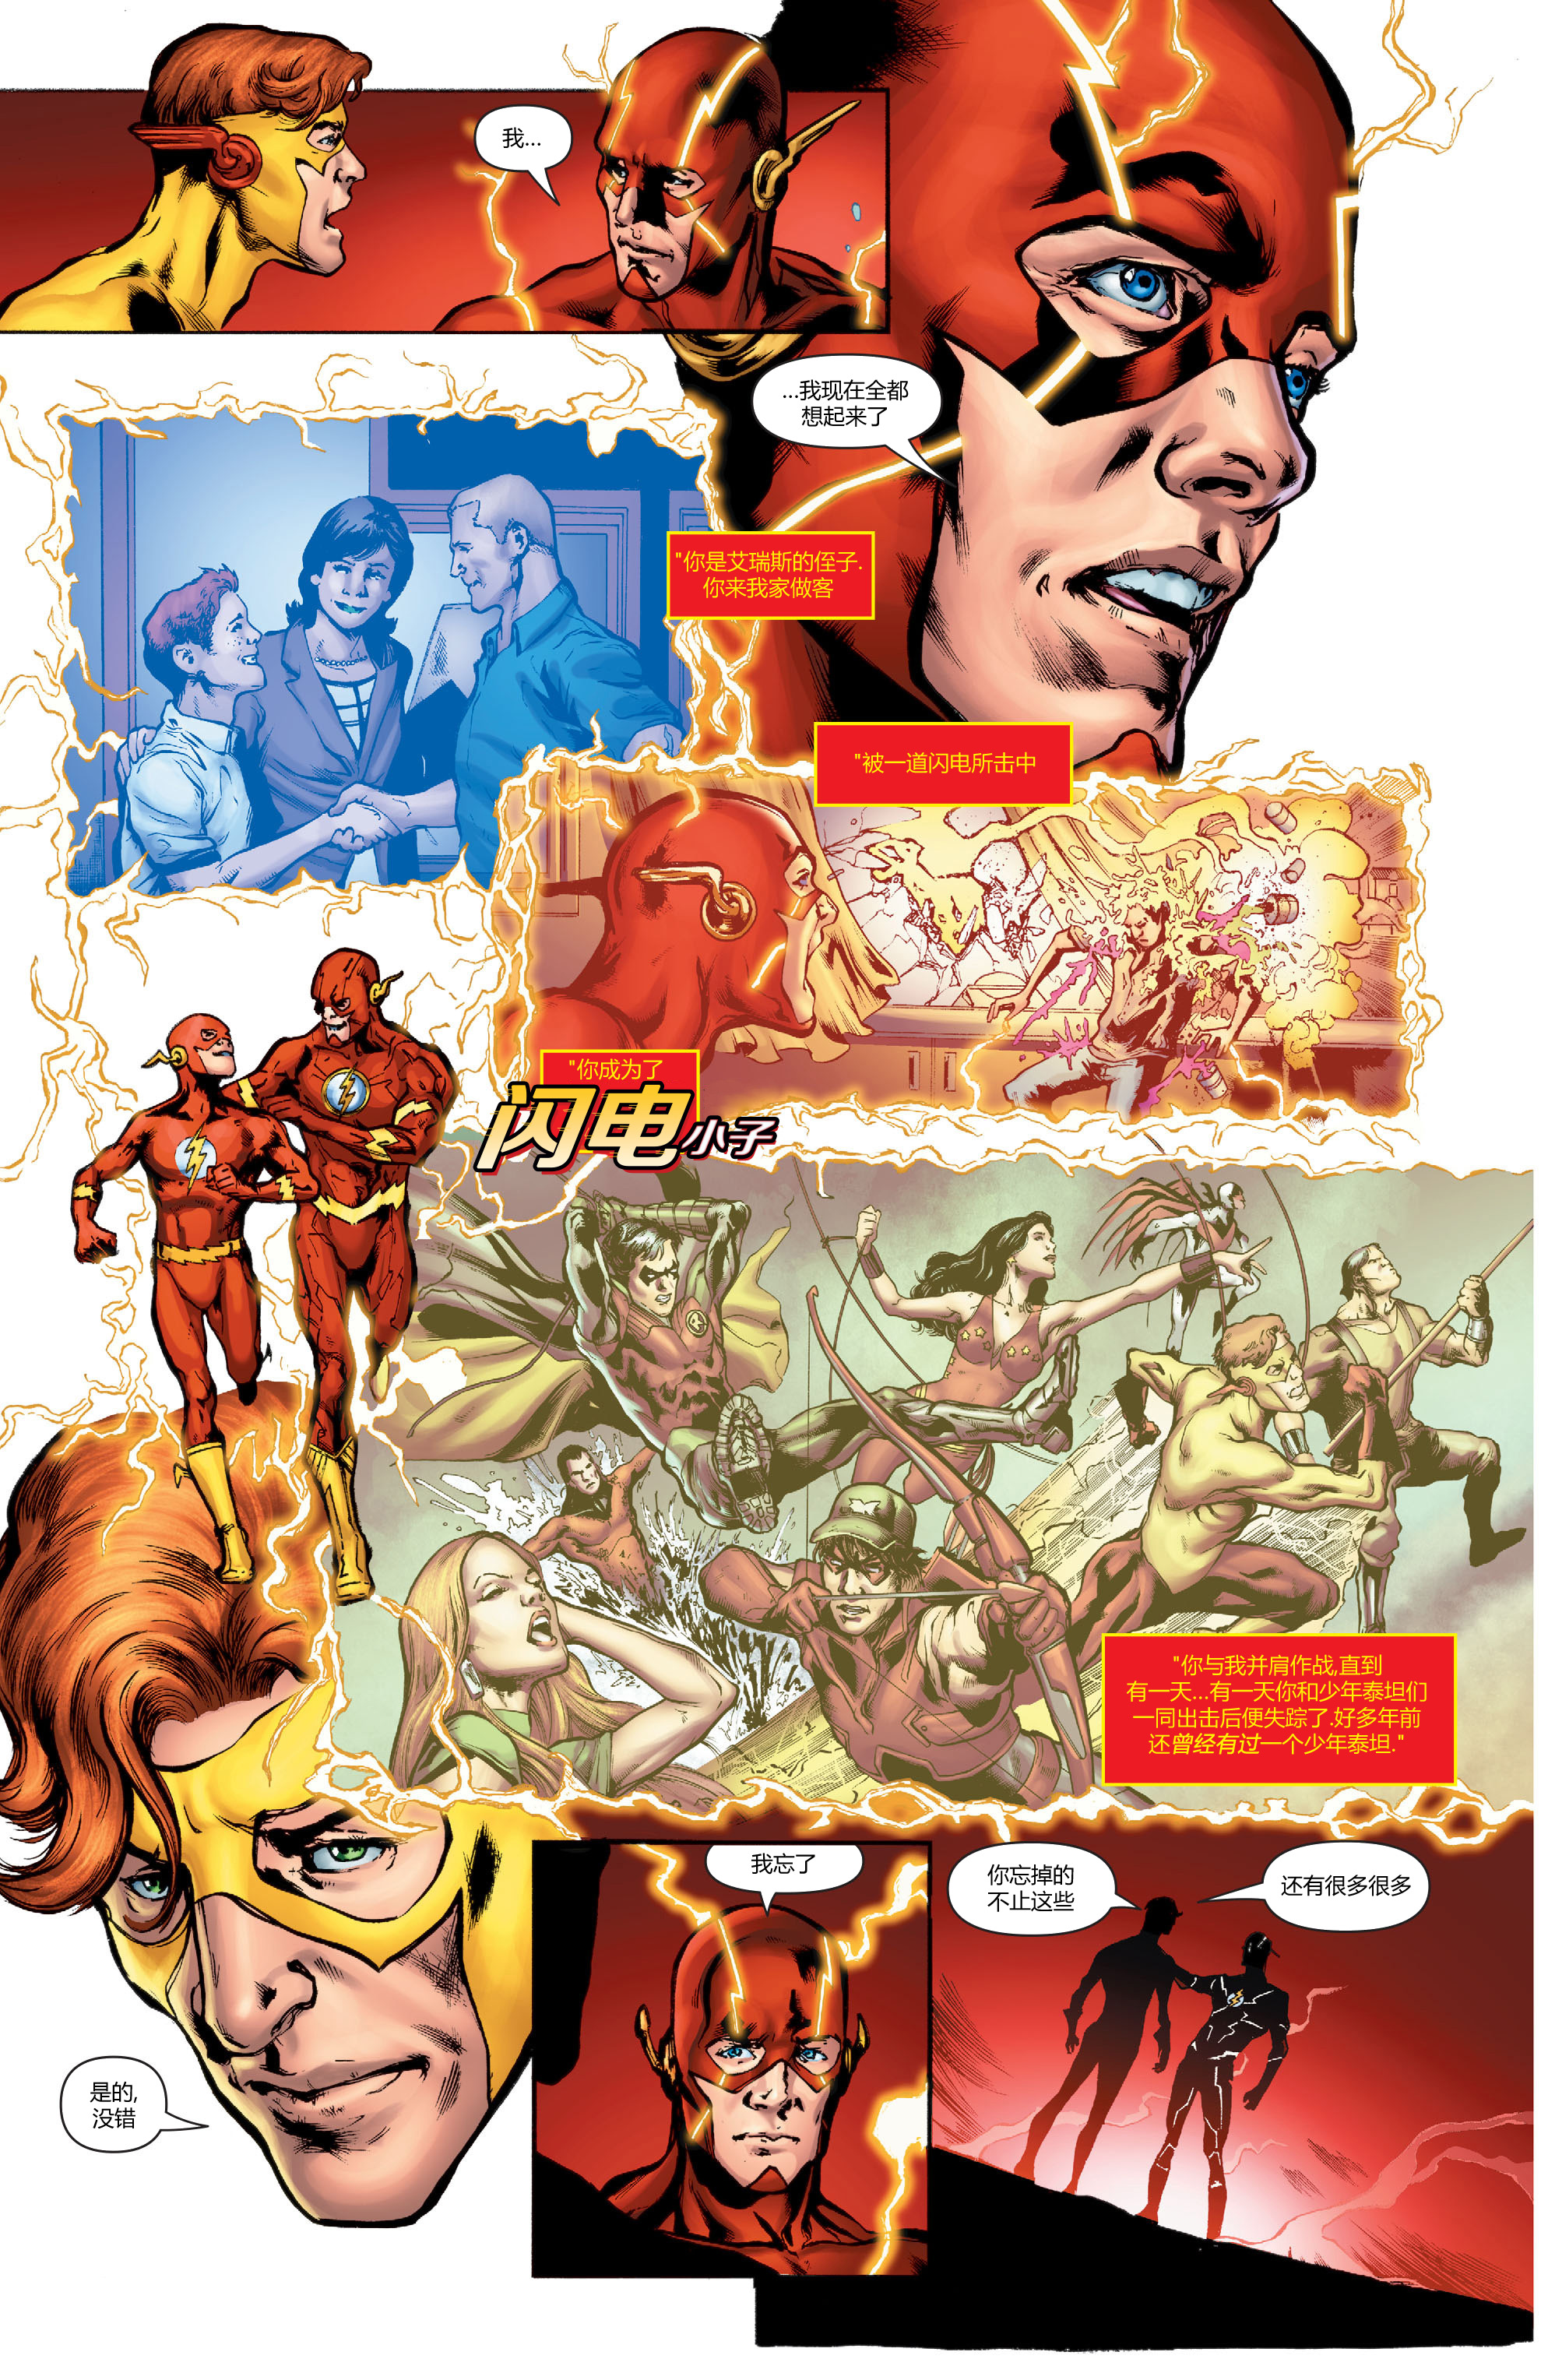 我...
...我现在全都
想起来了
"你是艾瑞斯的侄子.
你来我家做客
"被一道闪电所击中
"你成为了
闪电小子
"你与我并肩作战,直到
有一天...有一天你和少年泰坦们
一同出击后便失踪了.好多年前
还曾经有过一个少年泰坦."
是的,
没错
我忘了
你忘掉的
不止这些
还有很多很多